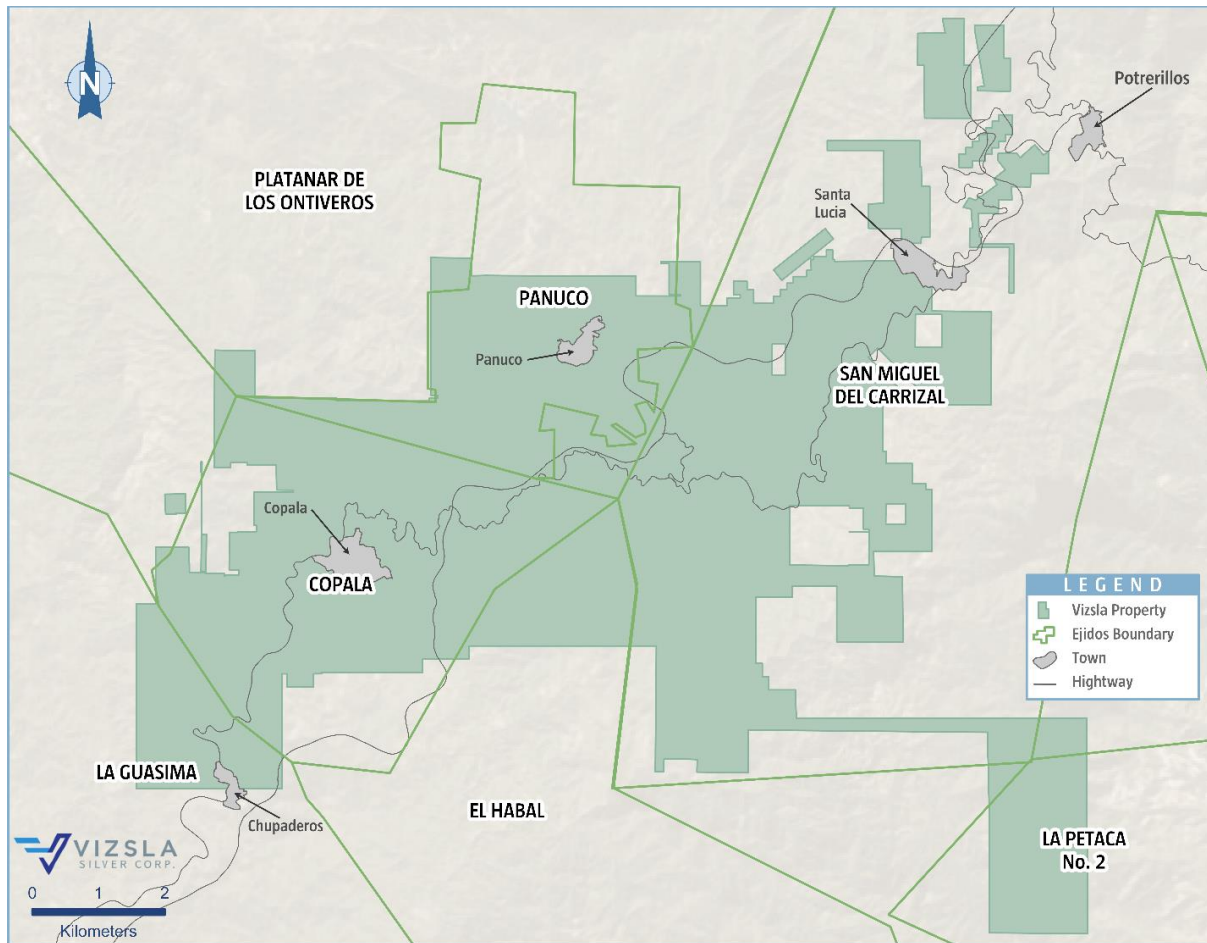 N
Potrerillos
PLATANAR DE
LOS ONTIVEROS
Santa
Lucia
PANUCO
Panuco
SAN MIGUEL
DEL CARRIZAL
Copala
COPALA
LEGEND
Vizsla Property
Ejidos Boundary
Town
Hightway
LA GUASIMA
EL HABAL
Chupaderos
LA PETACA
No. 2
VIZSLA
SILVER CORP.
0 1 2
Kilometers